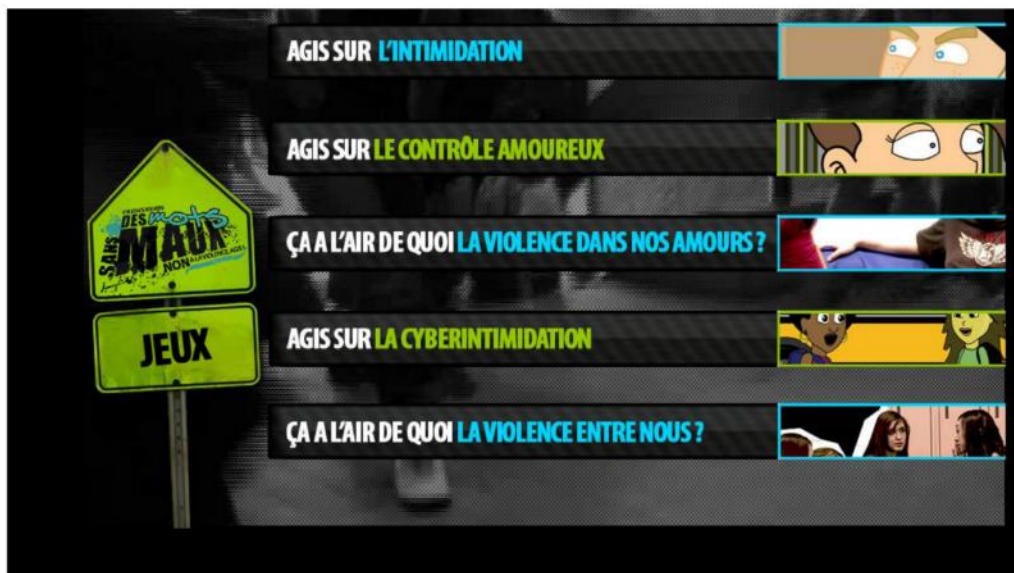 AGIS SUR L'INTIMIDATION
AGIS SUR LE CONTRÔLE AMOUREUX
ÇA A L'AIR DE QUOI LA VIOLENCE DANS NOS AMOURS ?
AGIS SUR LA CYBERINTIMIDATION
ÇA A L'AIR DE QUOI LA VIOLENCE ENTRE NOUS ?
DES mots
SANS MAUX
NON
JEUX